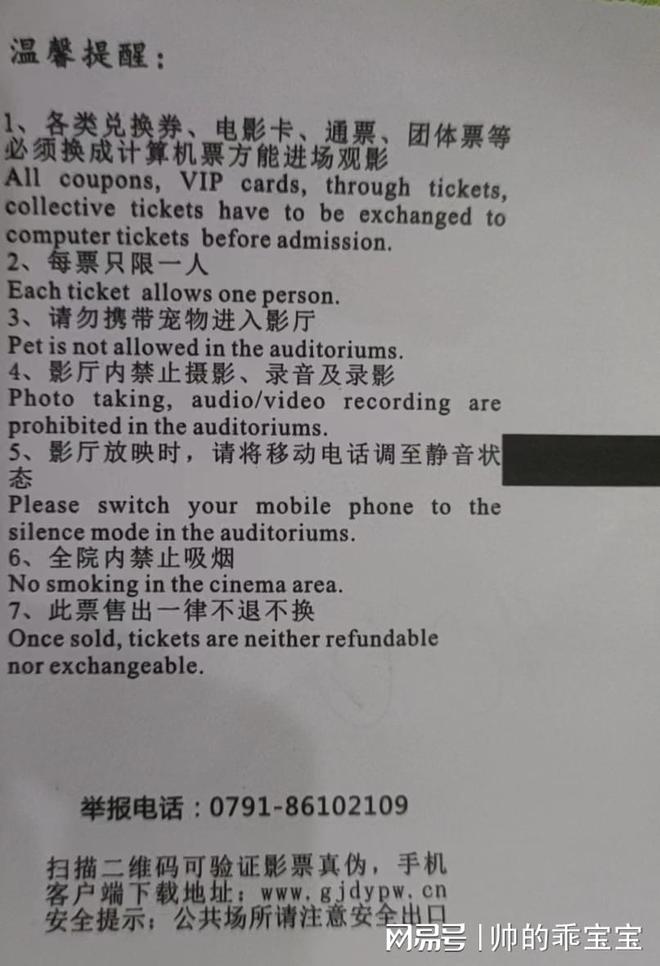 温馨提醒：
1、各类兑换券、电影卡、通票、团体票等
必须换成计算机票方能进场观影
All coupons, VIP cards, through tickets,
collective tickets have to be exchanged to
computer tickets before admission.
2、每票只限一人
Each ticket allows one person.
3、请勿携带宠物进入影厅
Pet is not allowed in the auditoriums.
4、影厅内禁止摄影、录音及录影
Photo taking, audio/video recording are
prohibited in the auditoriums.
5、影厅放映时，请将移动电话调至静音状
态
Please switch your mobile phone to the
silence mode in the auditoriums.
6、全院内禁止吸烟
No smoking in the cinema area.
7、此票售出一律不退不换
Once sold, tickets are neither refundable
nor exchangeable.
举报电话：0791-86102109
扫描二维码可验证影票真伪，手机
客户端下载地址：www.gjdypw.cn
安全提示：公共场所请注意安全出口
网易号 | 帅的乖宝宝